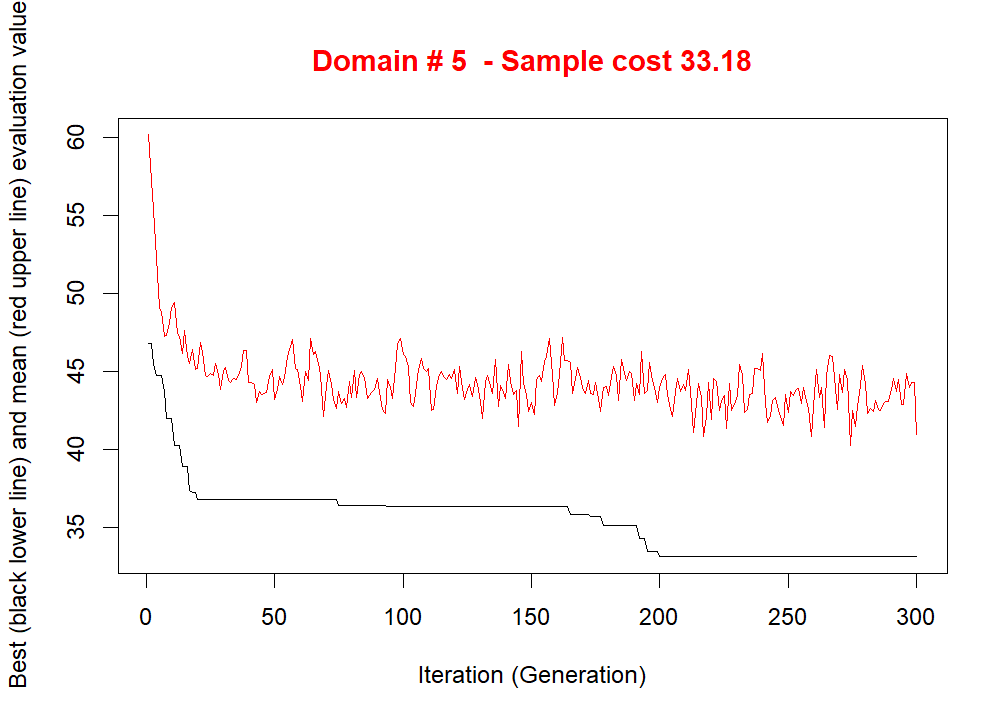 Domain # 5  - Sample cost 33.18
Best (black lower line) and mean (red upper line) evaluation value
60
55
50
45
40
35
0 50 100 150 200 250 300
Iteration (Generation)